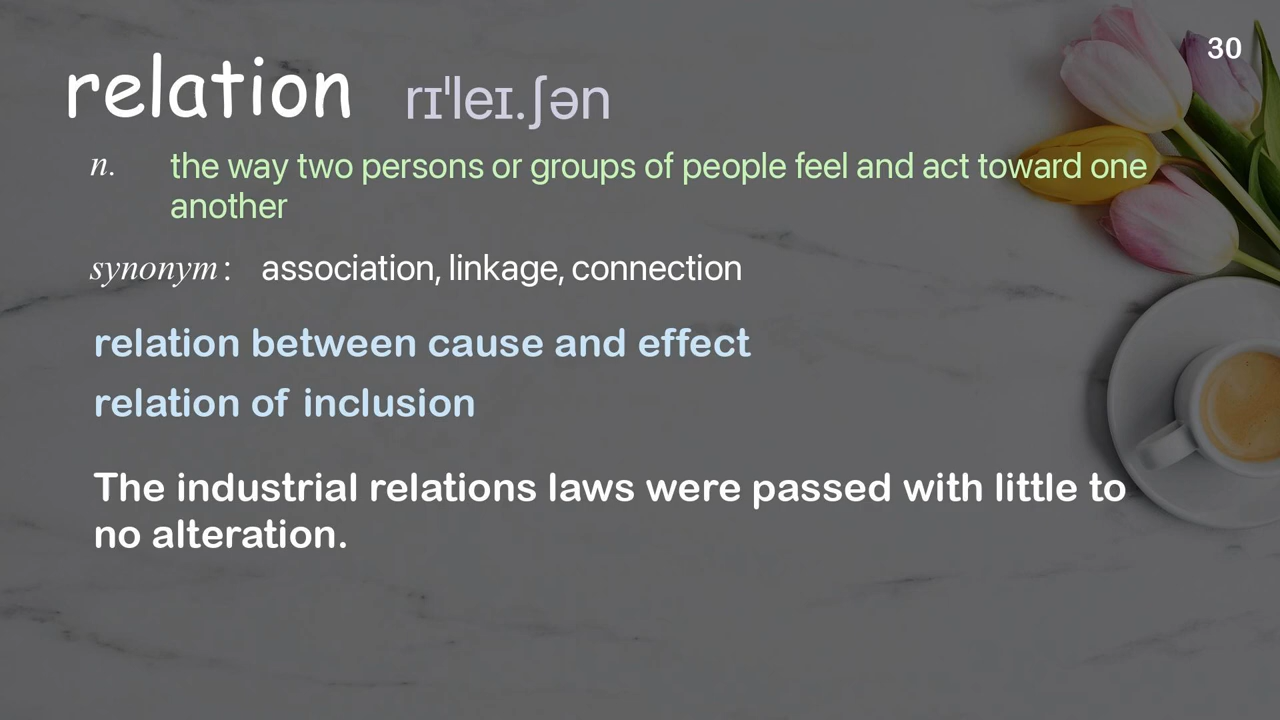 30
relation rɪˈleɪ.ʃən
n. the way two persons or groups of people feel and act toward one
another
synonym: association, linkage, connection
relation between cause and effect
relation of inclusion
The industrial relations laws were passed with little to
no alteration.